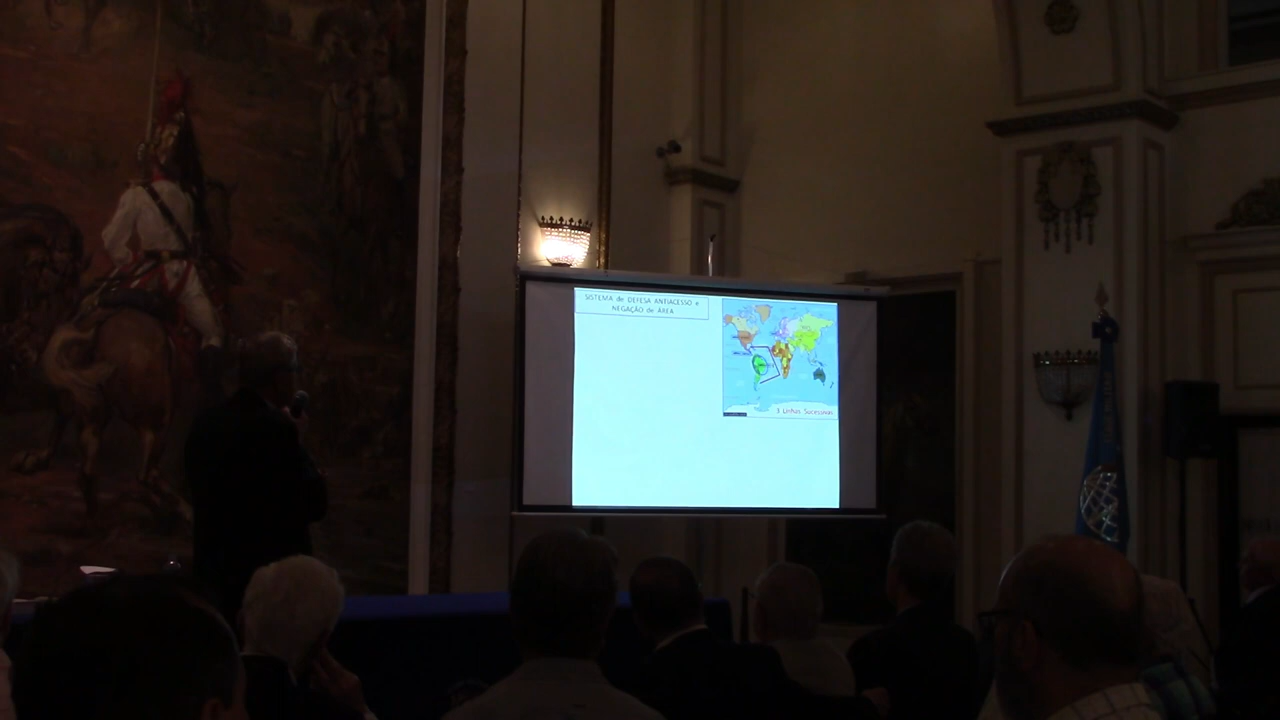 SISTEMA de DEFESA ANTIACESSO e
NEGAÇÃO de ÁREA
3 Linhas Sucessivas